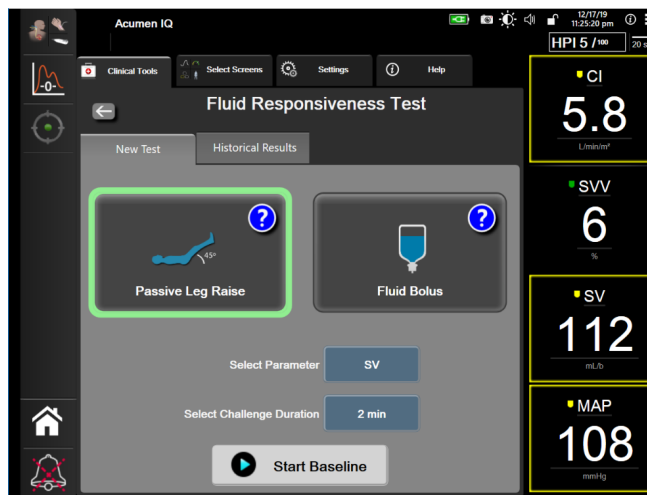 Acumen IQ
12/17/19
11:25:20 pm
HPI 5 /100
20 s
-0-
Clinical Tools
Select Screens
Settings
Help
Fluid Responsiveness Test
New Test
Historical Results
?
?
45º
Passive Leg Raise
Fluid Bolus
Select Parameter
SV
Select Challenge Duration
2 min
Start Baseline
CI
5.8
L/min/m²
SVV
6
%
SV
112
mL/b
MAP
108
mmHg